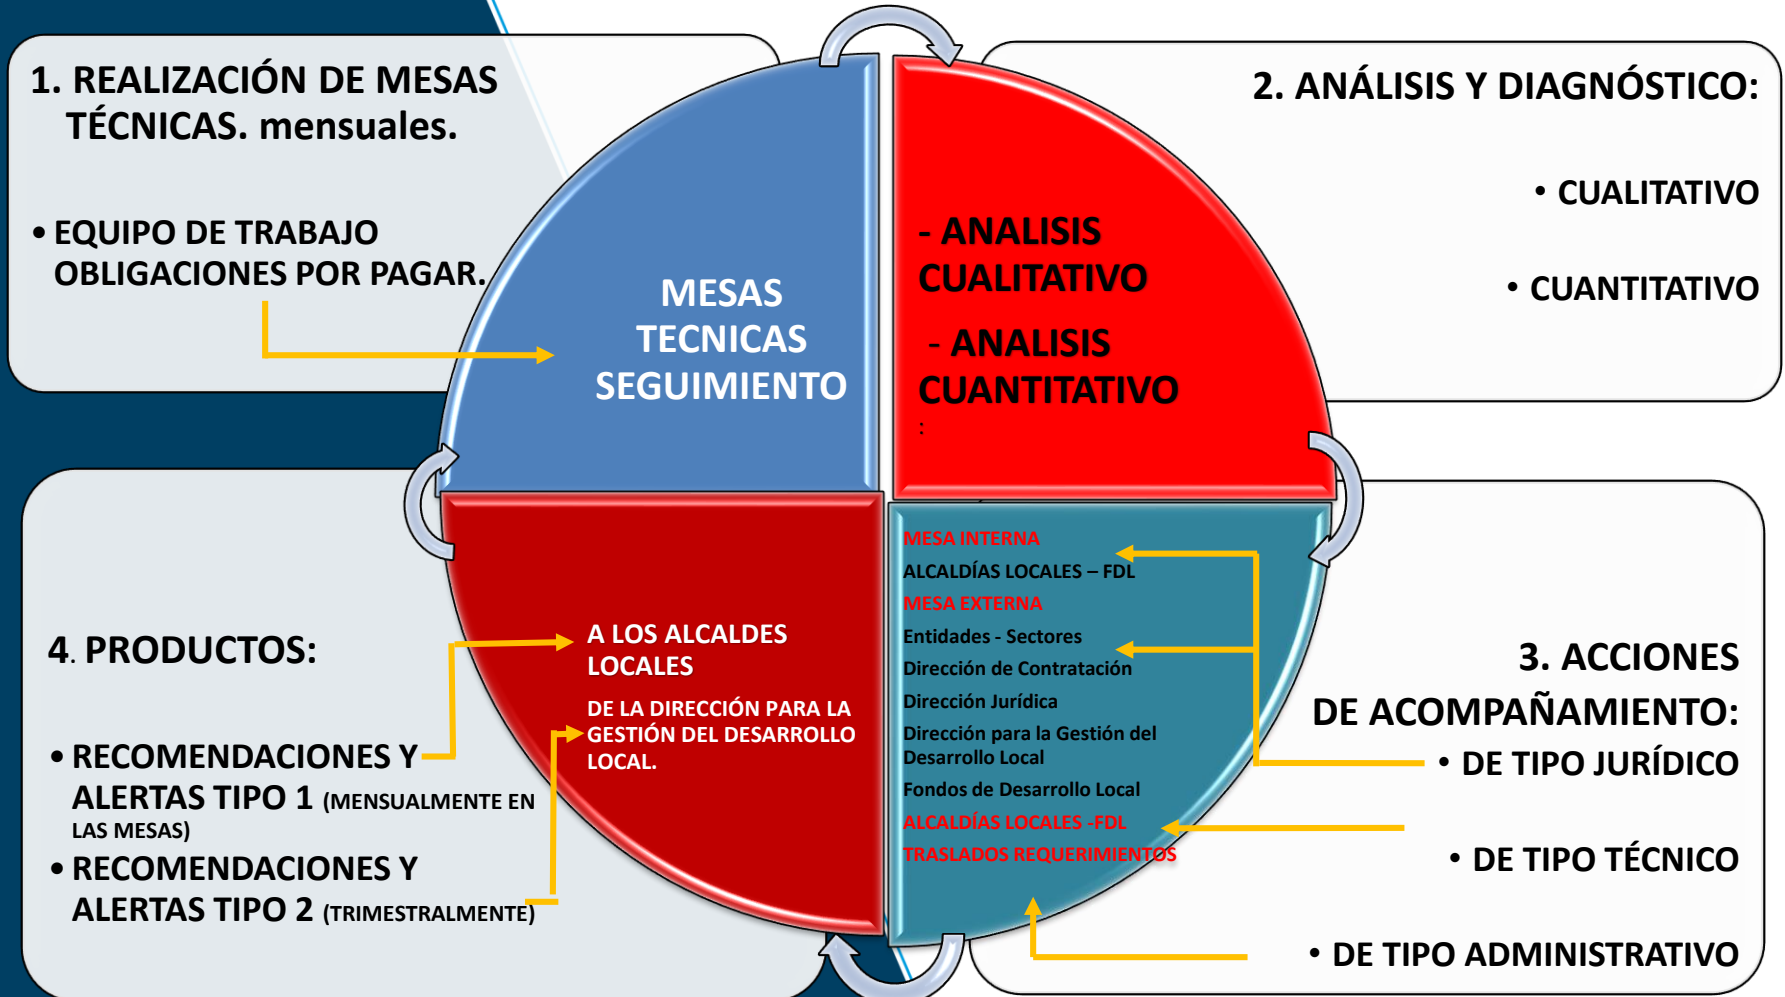 1. REALIZACIÓN DE MESAS
TÉCNICAS. mensuales.
• EQUIPO DE TRABAJO
OBLIGACIONES POR PAGAR.
MESAS
TECNICAS
SEGUIMIENTO
2. ANÁLISIS Y DIAGNÓSTICO:
• CUALITATIVO
• CUANTITATIVO
- ANALISIS
CUALITATIVO
- ANALISIS
CUANTITATIVO
:
3. ACCIONES
DE ACOMPAÑAMIENTO:
• DE TIPO JURÍDICO
• DE TIPO TÉCNICO
• DE TIPO ADMINISTRATIVO
MESA INTERNA
ALCALDÍAS LOCALES – FDL
MESA EXTERNA
Entidades - Sectores
Dirección de Contratación
Dirección Jurídica
Dirección para la Gestión del
Desarrollo Local
Fondos de Desarrollo Local
ALCALDÍAS LOCALES -FDL
TRASLADOS REQUERIMIENTOS
4. PRODUCTOS:
• RECOMENDACIONES Y
ALERTAS TIPO 1 (MENSUALMENTE EN
LAS MESAS)
• RECOMENDACIONES Y
ALERTAS TIPO 2 (TRIMESTRALMENTE)
A LOS ALCALDES
LOCALES
DE LA DIRECCIÓN PARA LA
GESTIÓN DEL DESARROLLO
LOCAL.